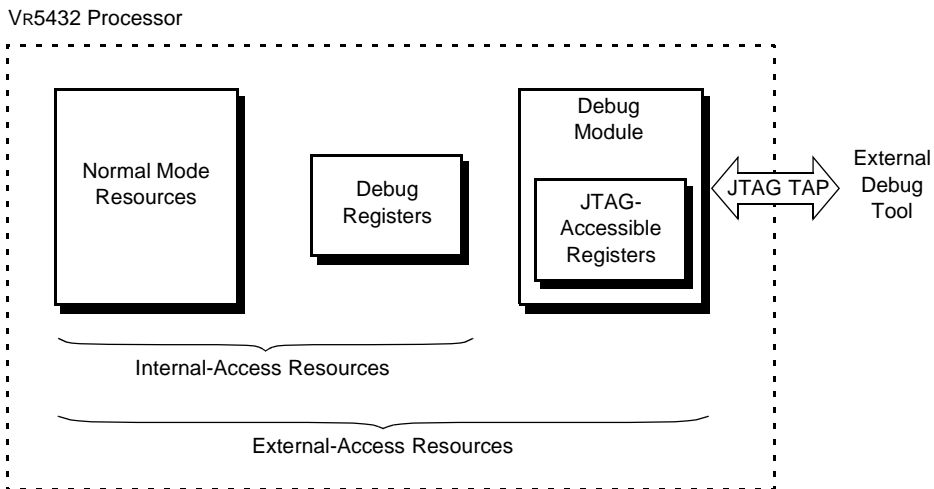 VR5432 Processor
Normal Mode
Resources
Debug
Registers
Debug
Module
JTAG-
Accessible
Registers
JTAG TAP
External
Debug
Tool
Internal-Access Resources
External-Access Resources